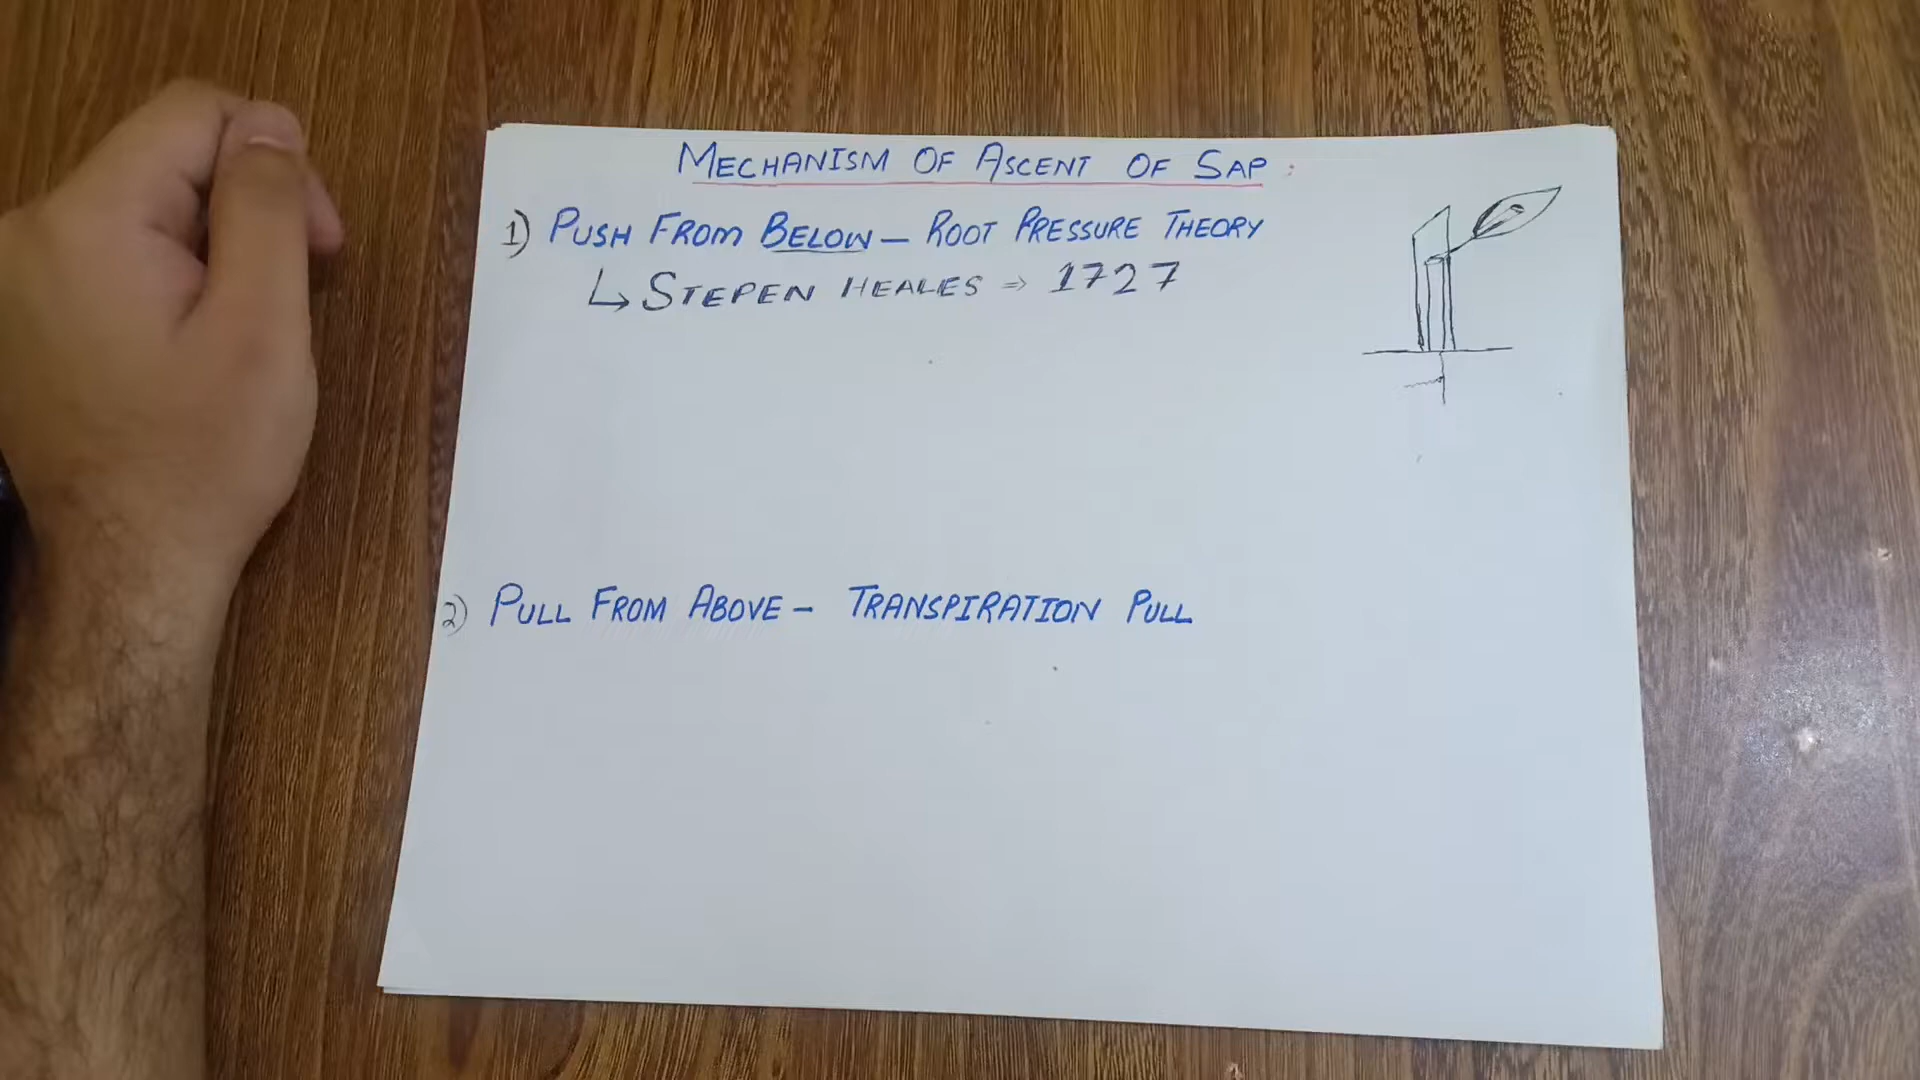 MECHANISM OF ASCENT OF SAP :
1) PUSH FROM BELOW – ROOT PRESSURE THEORY
↳ STEPEN HEALES ⇒ 1727
2) PULL FROM ABOVE – TRANSPIRATION PULL